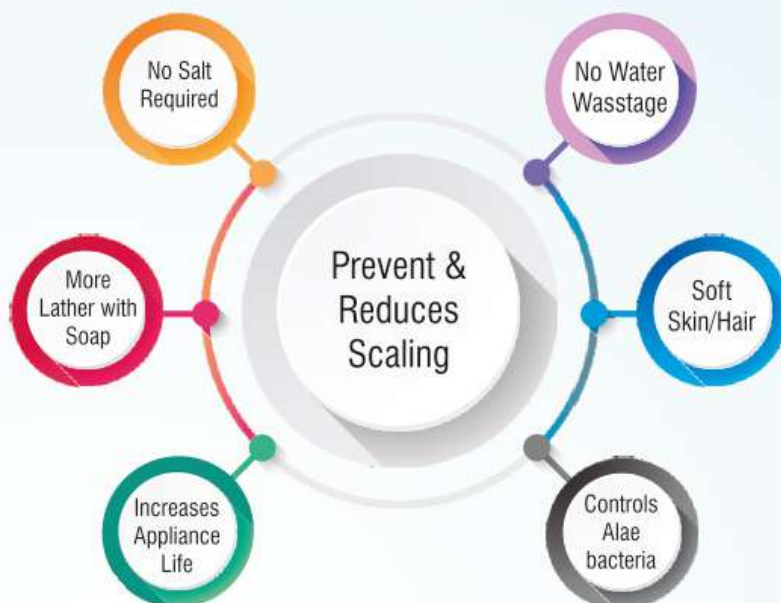 No Salt
Required
No Water
Wasstage
More
Lather with
Soap
Prevent &
Reduces
Scaling
Soft
Skin/Hair
Increases
Appliance
Life
Controls
Alae
bacteria